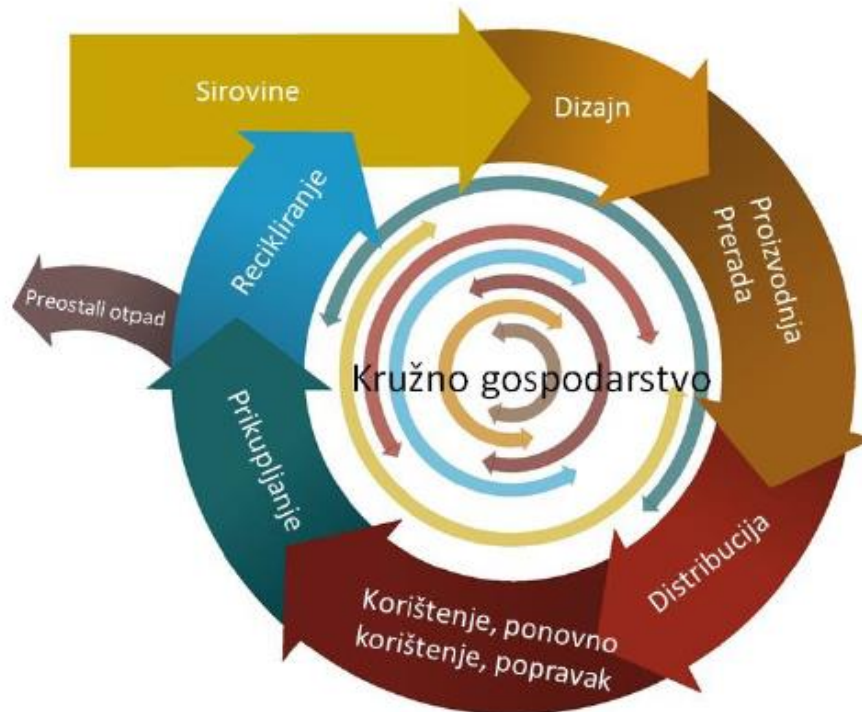 Sirovine
Dizajn
Proizvodnja
Prerada
Distribucija
Korištenje, ponovno
korištenje, popravak
Prikupljanje
Recikliranje
Preostali otpad
Kružno gospodarstvo